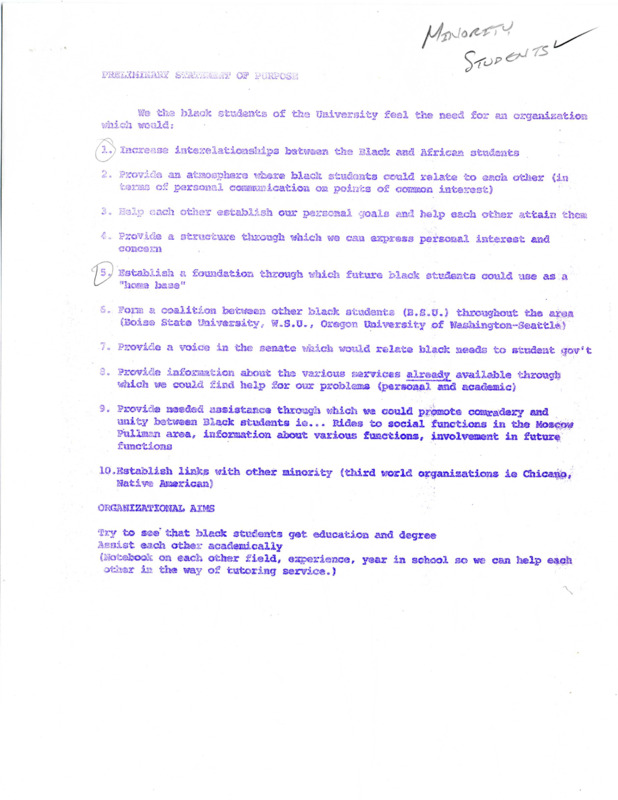 MINORITY
STUDENTS
PRELIMINARY STATEMENT OF PURPOSE
We the black students of the University feel the need for an organization
which would:
1. Increase interelationships between the Black and African students
2. Provide an atmosphere where black students could relate to each other (in
terms of personal communication on points of common interest)
3. Help each other establish our personal goals and help each other attain them
4. Provide a structure through which we can express personal interest and
concern
5. Establish a foundation through which future black students could use as a
"home base"
6. Form a coalition between other black students (B.S.U.) throughout the area
(Boise State University, W.S.U., Oregon University of Washington-Seattle)
7. Provide a voice in the senate which would relate black needs to student gov't
8. Provide information about the various services already available through
which we could find help for our problems (personal and academic)
9. Provide needed assistance through which we could promote comradery and
unity between Black students ie... Rides to social functions in the Moscow
Pullman area, information about various functions, involvement in future
functions
10.Establish links with other minority (third world organizations ie Chicano,
Native American)
ORGANIZATIONAL AIMS
Try to see that black students get education and degree
Assist each other academically
(Notebook on each other field, experience, year in school so we can help each
other in the way of tutoring service.)